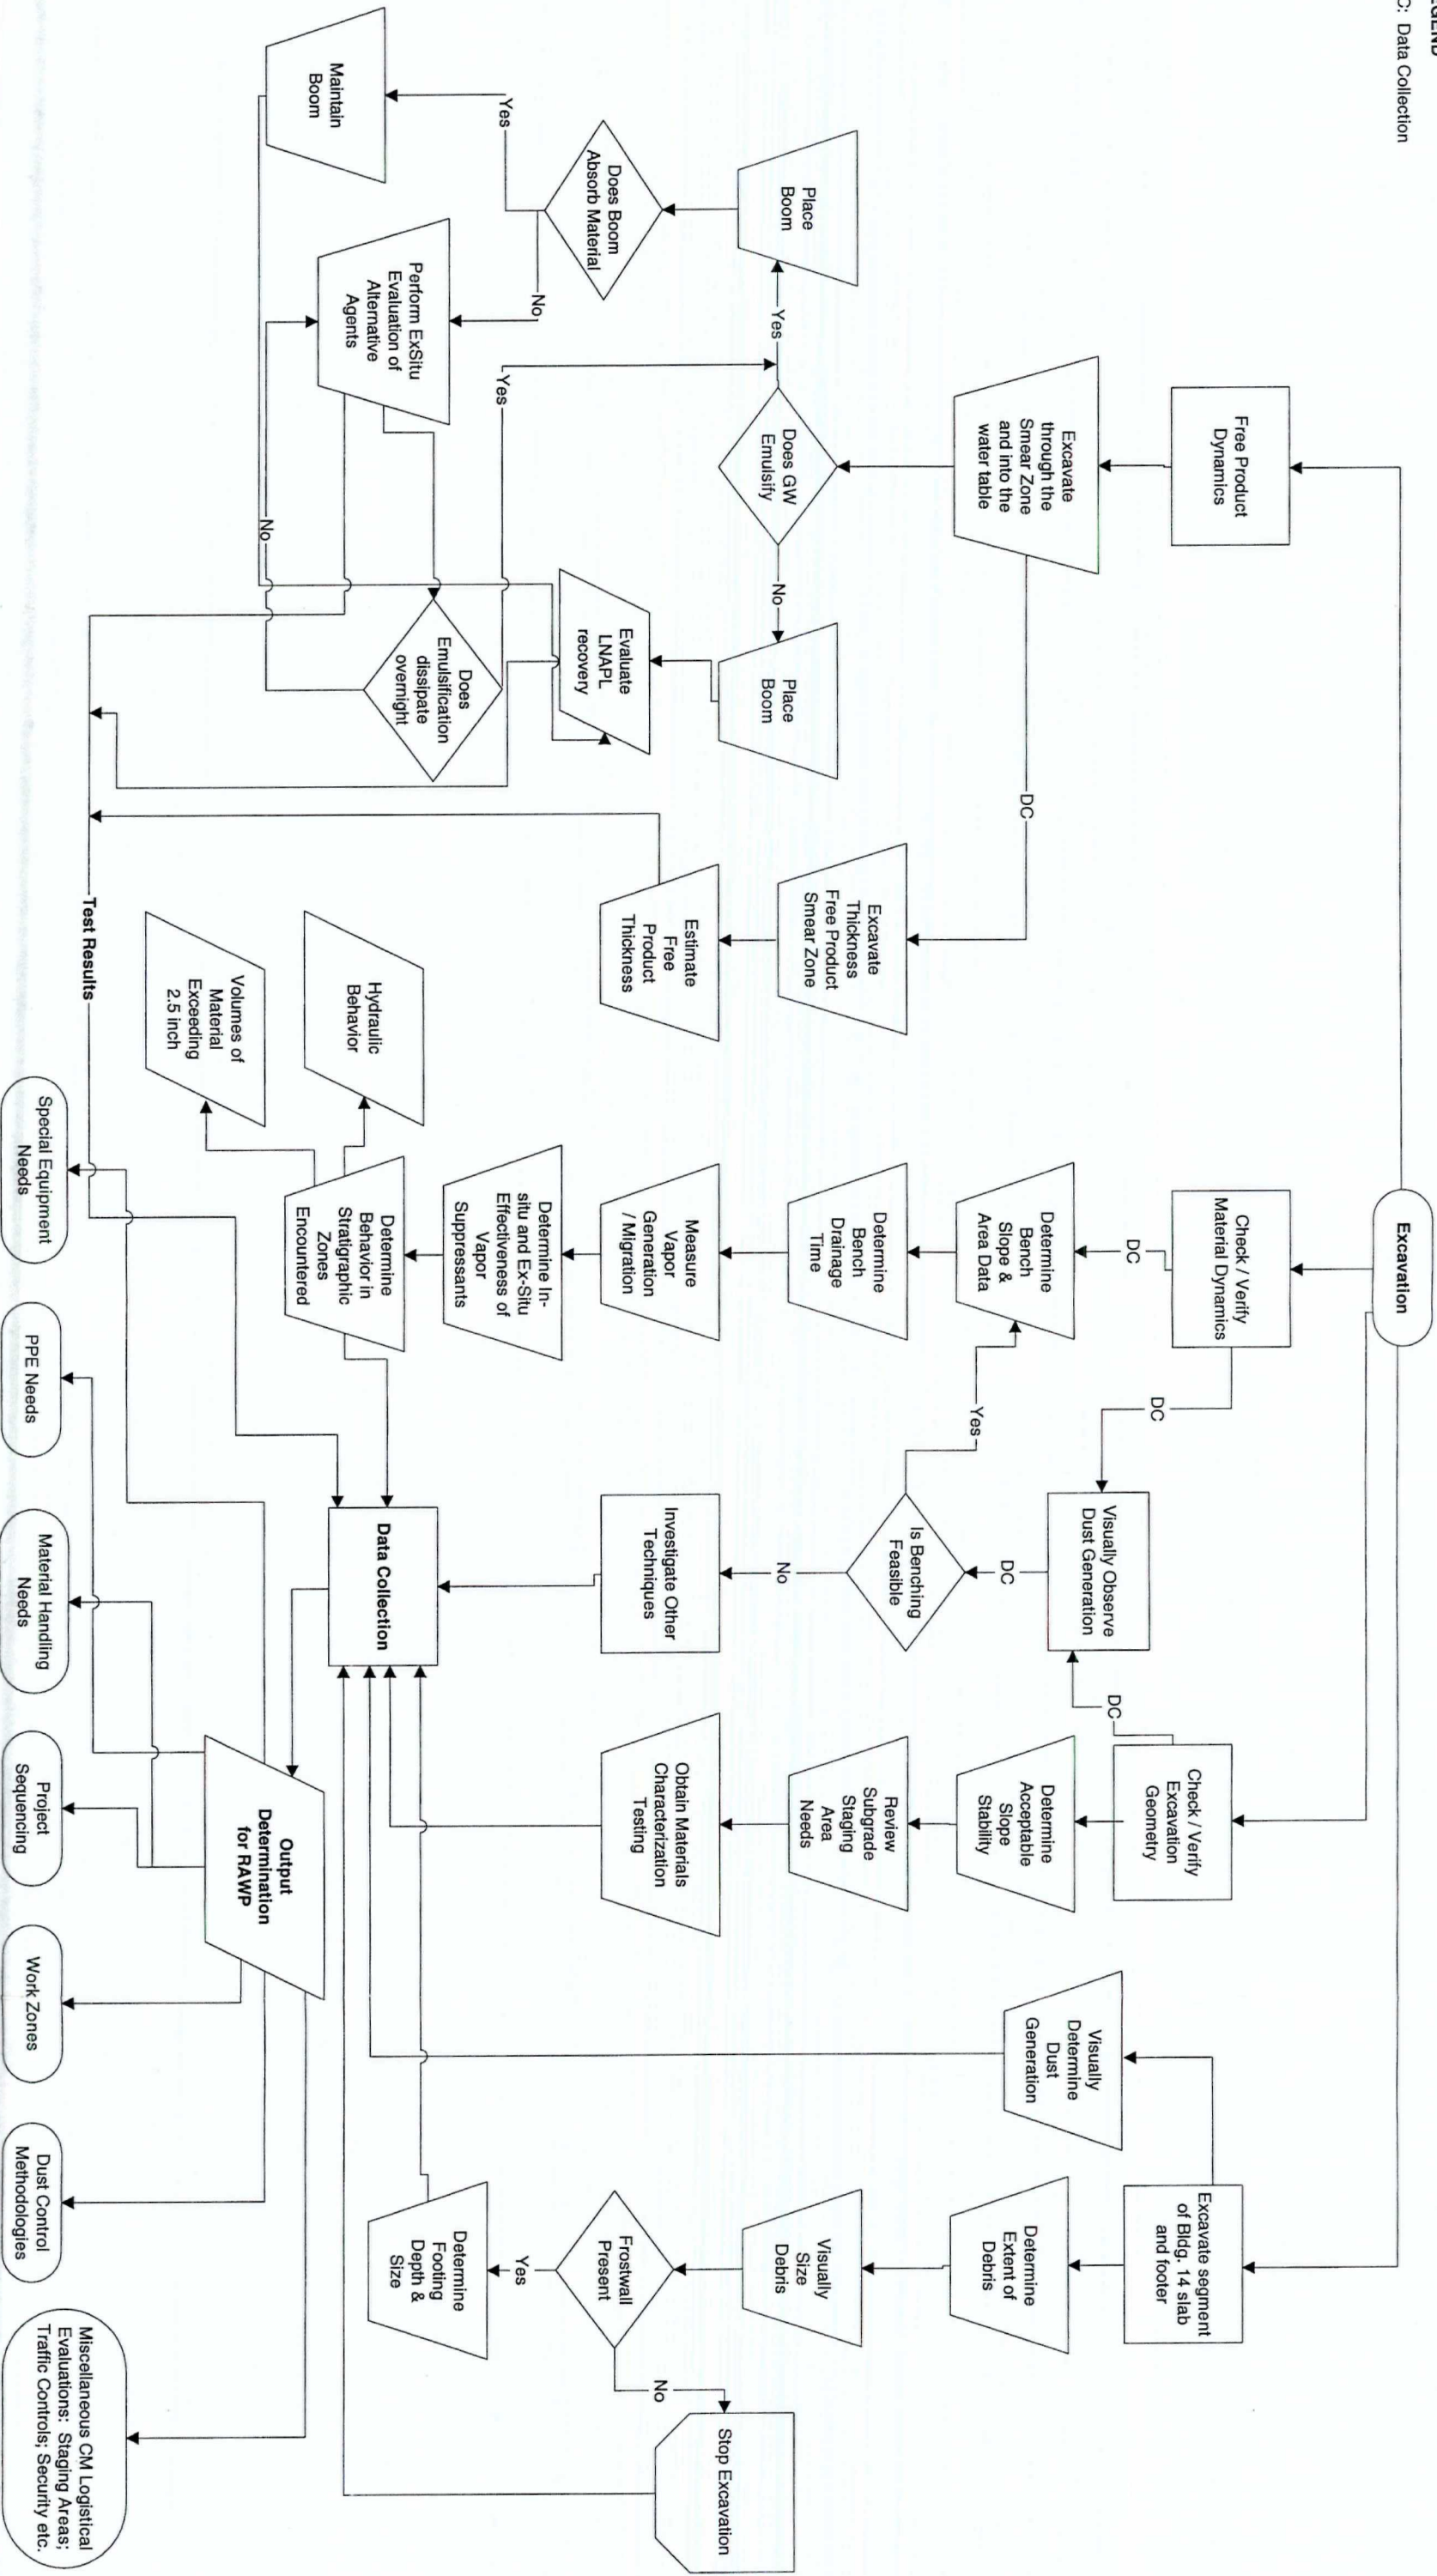 EGEND
C: Data Collection
Excavation
Free Product
Dynamics
Check / Verify
Material Dynamics
Check / Verify
Excavation
Geometry
Excavate segment
of Bldg. 14 slab
and footer
DC
DC
DC
Excavate
through the
Smear Zone
and into the
water table
Determine
Bench
Slope &
Area Data
Visually Observe
Dust Generation
Determine
Acceptable
Slope
Stability
Visually
Determine
Dust
Generation
Determine
Extent of
Debris
DC
DC
Yes
Place
Boom
Yes
Does GW
Emulsify
No
Place
Boom
Excavate
Thickness
Free Product
Smear Zone
Determine
Bench
Drainage
Time
Is Benching
Feasible
Review
Subgrade
Staging
Area
Needs
Visually
Size
Debris
No
Does Boom
Absorb Material
Evaluate
LNAPL
recovery
Estimate
Free
Product
Thickness
Measure
Vapor
Generation
/ Migration
Investigate Other
Techniques
Obtain Materials
Characterization
Testing
Frostwall
Present
No
Stop Excavation
Yes
No
Yes
Yes
Maintain
Boom
Perform ExSitu
Evaluation of
Alternative
Agents
Does
Emulsification
dissipate
overnight
No
Determine In-
situ and Ex-Situ
Effectiveness of
Vapor
Suppressants
Determine
Footing
Depth &
Size
Hydraulic
Behavior
Determine
Behavior in
Stratigraphic
Zones
Encountered
Data Collection
Volumes of
Material
Exceeding
2.5 inch
Output
Determination
for RAWP
Test Results
Special Equipment
Needs
PPE Needs
Material Handling
Needs
Project
Sequencing
Work Zones
Dust Control
Methodologies
Miscellaneous CM Logistical
Evaluations: Staging Areas;
Traffic Controls; Security etc.